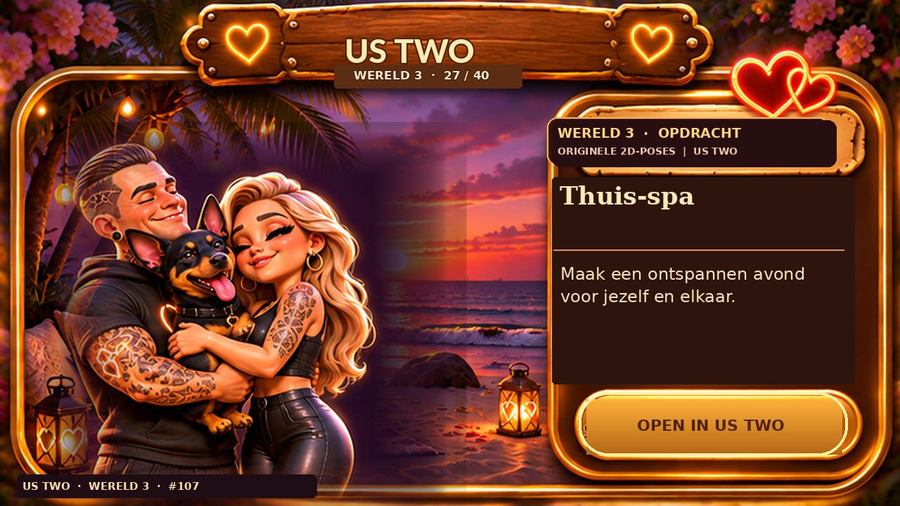 US TWO
WERELD 3 · 27 / 40
WERELD 3 · OPDRACHT
ORIGINELE 2D-POSES | US TWO
Thuis-spa
Maak een ontspannen avond
voor jezelf en elkaar.
OPEN IN US TWO
US TWO · WERELD 3 · #107